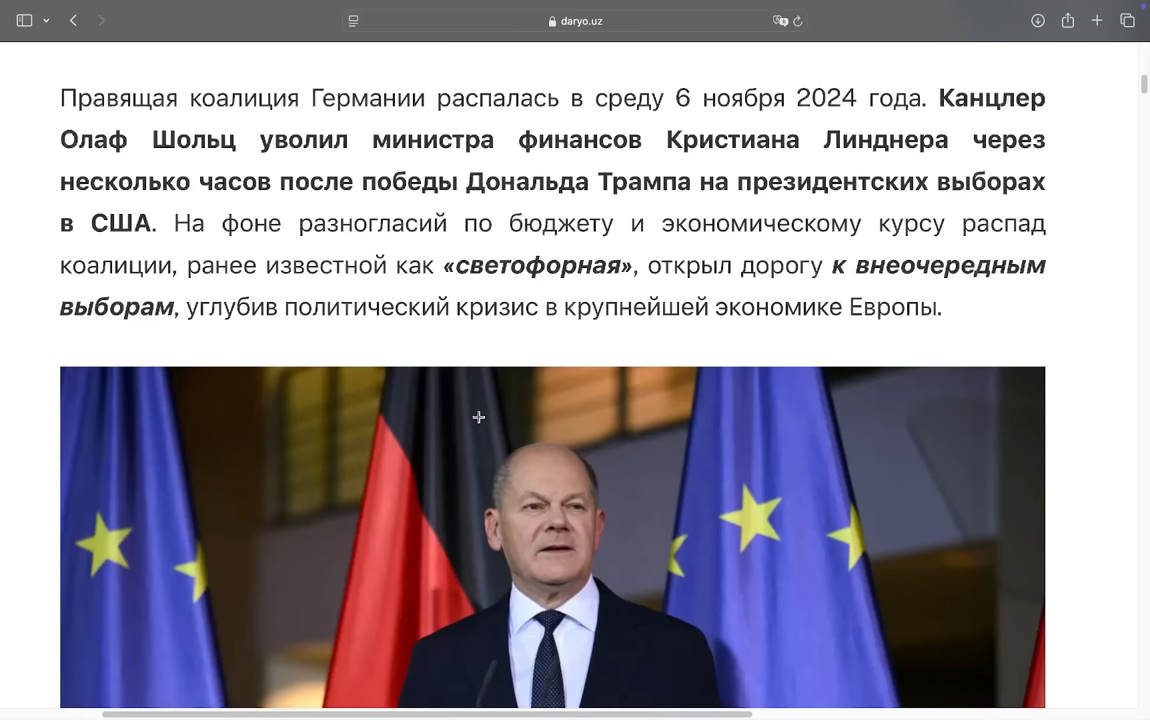 daryo.uz
Правящая коалиция Германии распалась в среду 6 ноября 2024 года. Канцлер
Олаф Шольц уволил министра финансов Кристиана Линднера через
несколько часов после победы Дональда Трампа на президентских выборах
в США. На фоне разногласий по бюджету и экономическому курсу распад
коалиции, ранее известной как «светофорная», открыл дорогу к внеочередным
выборам, углубив политический кризис в крупнейшей экономике Европы.